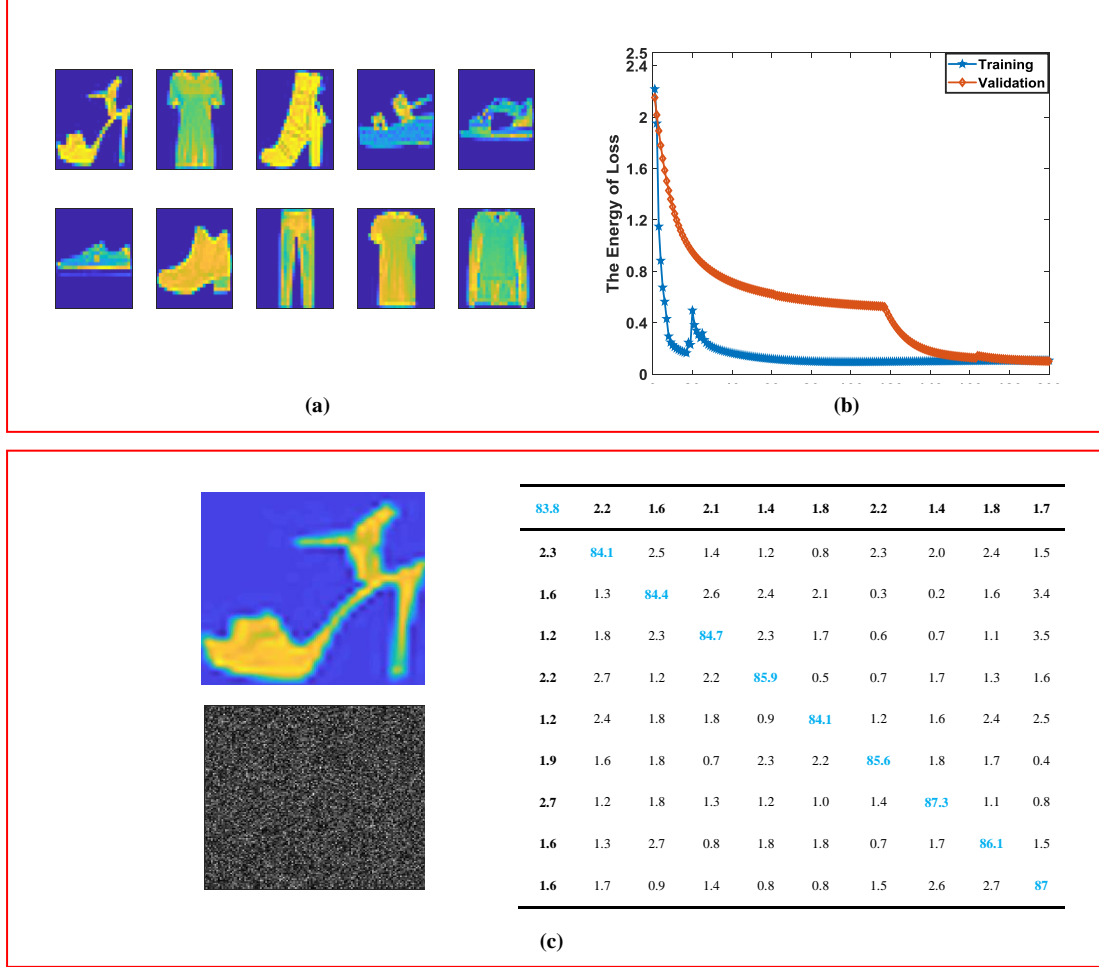 2.5
2.4
2
1.6
1.2
0.8
0.4
0
The Energy of Loss
Training
Validation
(a)
(b)
83.8 2.2 1.6 2.1 1.4 1.8 2.2 1.4 1.8 1.7
2.3 84.1 2.5 1.4 1.2 0.8 2.3 2.0 2.4 1.5
1.6 1.3 84.4 2.6 2.4 2.1 0.3 0.2 1.6 3.4
1.2 1.8 2.3 84.7 2.3 1.7 0.6 0.7 1.1 3.5
2.2 2.7 1.2 2.2 85.9 0.5 0.7 1.7 1.3 1.6
1.2 2.4 1.8 1.8 0.9 84.1 1.2 1.6 2.4 2.5
1.9 1.6 1.8 0.7 2.3 2.2 85.6 1.8 1.7 0.4
2.7 1.2 1.8 1.3 1.2 1.0 1.4 87.3 1.1 0.8
1.6 1.3 2.7 0.8 1.8 1.8 0.7 1.7 86.1 1.5
1.6 1.7 0.9 1.4 0.8 0.8 1.5 2.6 2.7 87
(c)